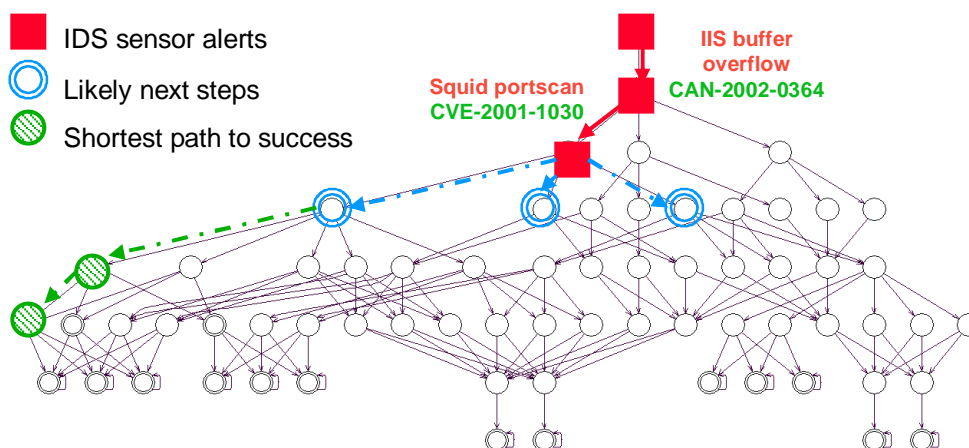 IDS sensor alerts
Likely next steps
Shortest path to success
IIS buffer
overflow
CAN-2002-0364
Squid portscan
CVE-2001-1030